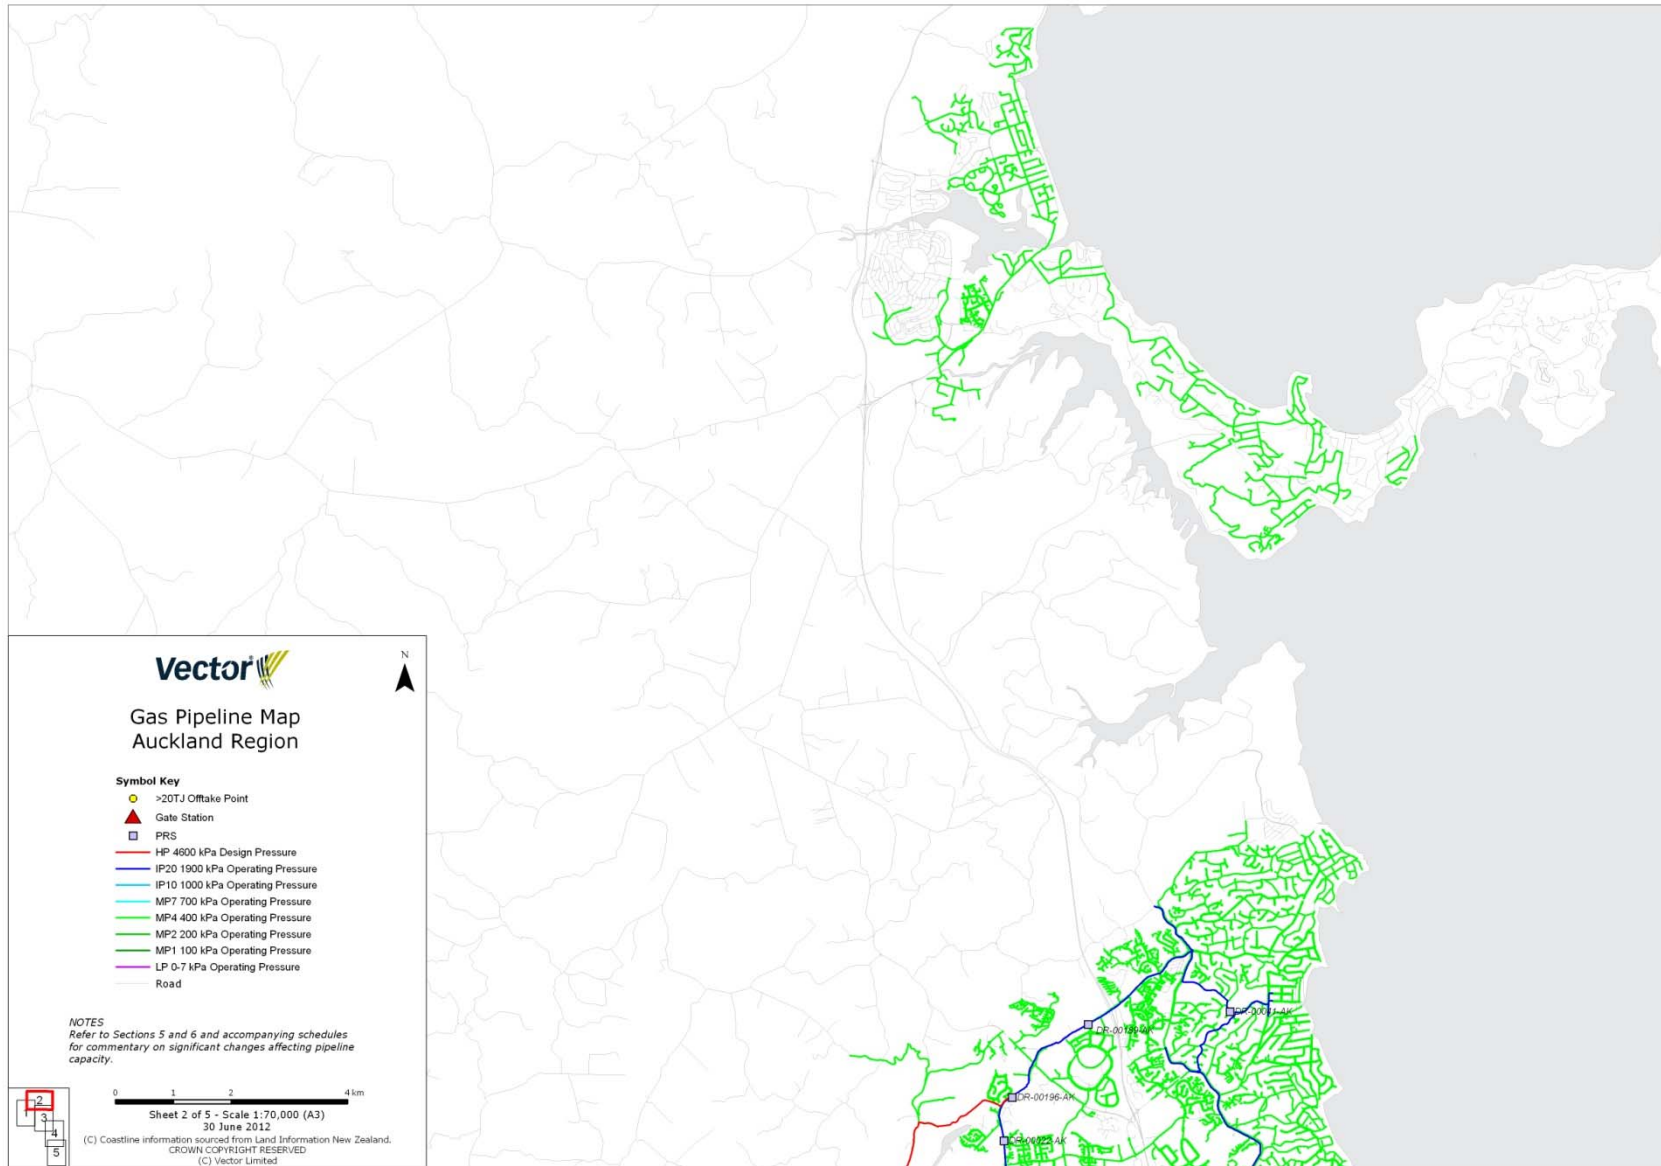 Vector
N
Gas Pipeline Map
Auckland Region
Symbol Key
>20TJ Offtake Point
Gate Station
PRS
HP 4600 kPa Design Pressure
IP20 1900 kPa Operating Pressure
IP10 1000 kPa Operating Pressure
MP7 700 kPa Operating Pressure
MP4 400 kPa Operating Pressure
MP2 200 kPa Operating Pressure
MP1 100 kPa Operating Pressure
LP 0-7 kPa Operating Pressure
Road
NOTES
Refer to Sections 5 and 6 and accompanying schedules
for commentary on significant changes affecting pipeline
capacity.
0 1 2 4 km
Sheet 2 of 5 - Scale 1:70,000 (A3)
30 June 2012
(C) Coastline information sourced from Land Information New Zealand.
CROWN COPYRIGHT RESERVED
(C) Vector Limited
1
2
3
4
5
DR-00196-AK